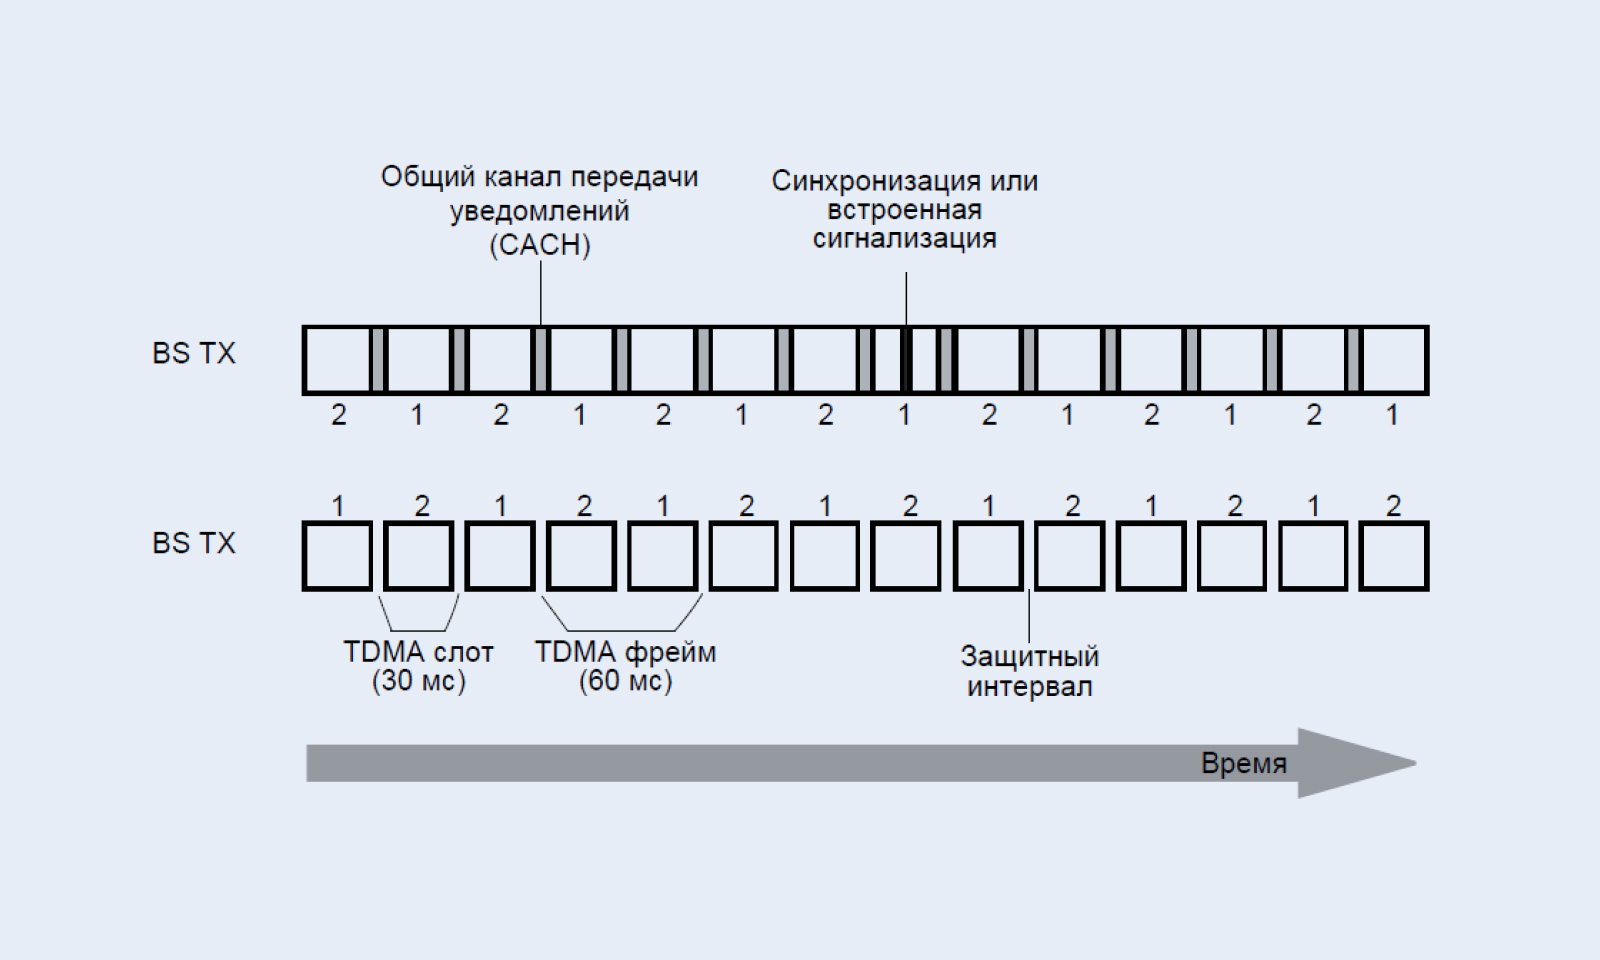 Общий канал передачи
уведомлений
(CACH)
Синхронизация или
встроенная
сигнализация
BS TX
2 1 2 1 2 1 2 1 2 1 2 1 2 1
1 2 1 2 1 2 1 2 1 2 1 2 1 2
BS TX
TDMA слот
(30 мс)
TDMA фрейм
(60 мс)
Защитный
интервал
Время